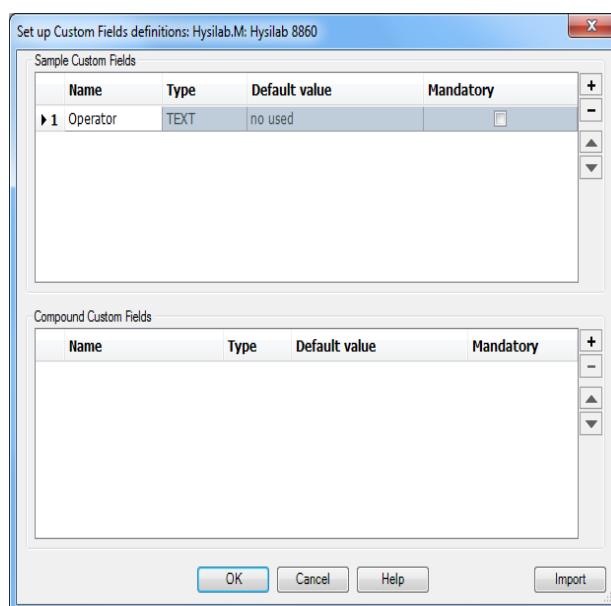 Set up Custom Fields definitions: Hysilab.M: Hysilab 8860
Sample Custom Fields
Name Type Default value Mandatory
1 Operator TEXT no used
Compound Custom Fields
Name Type Default value Mandatory
OK Cancel Help Import